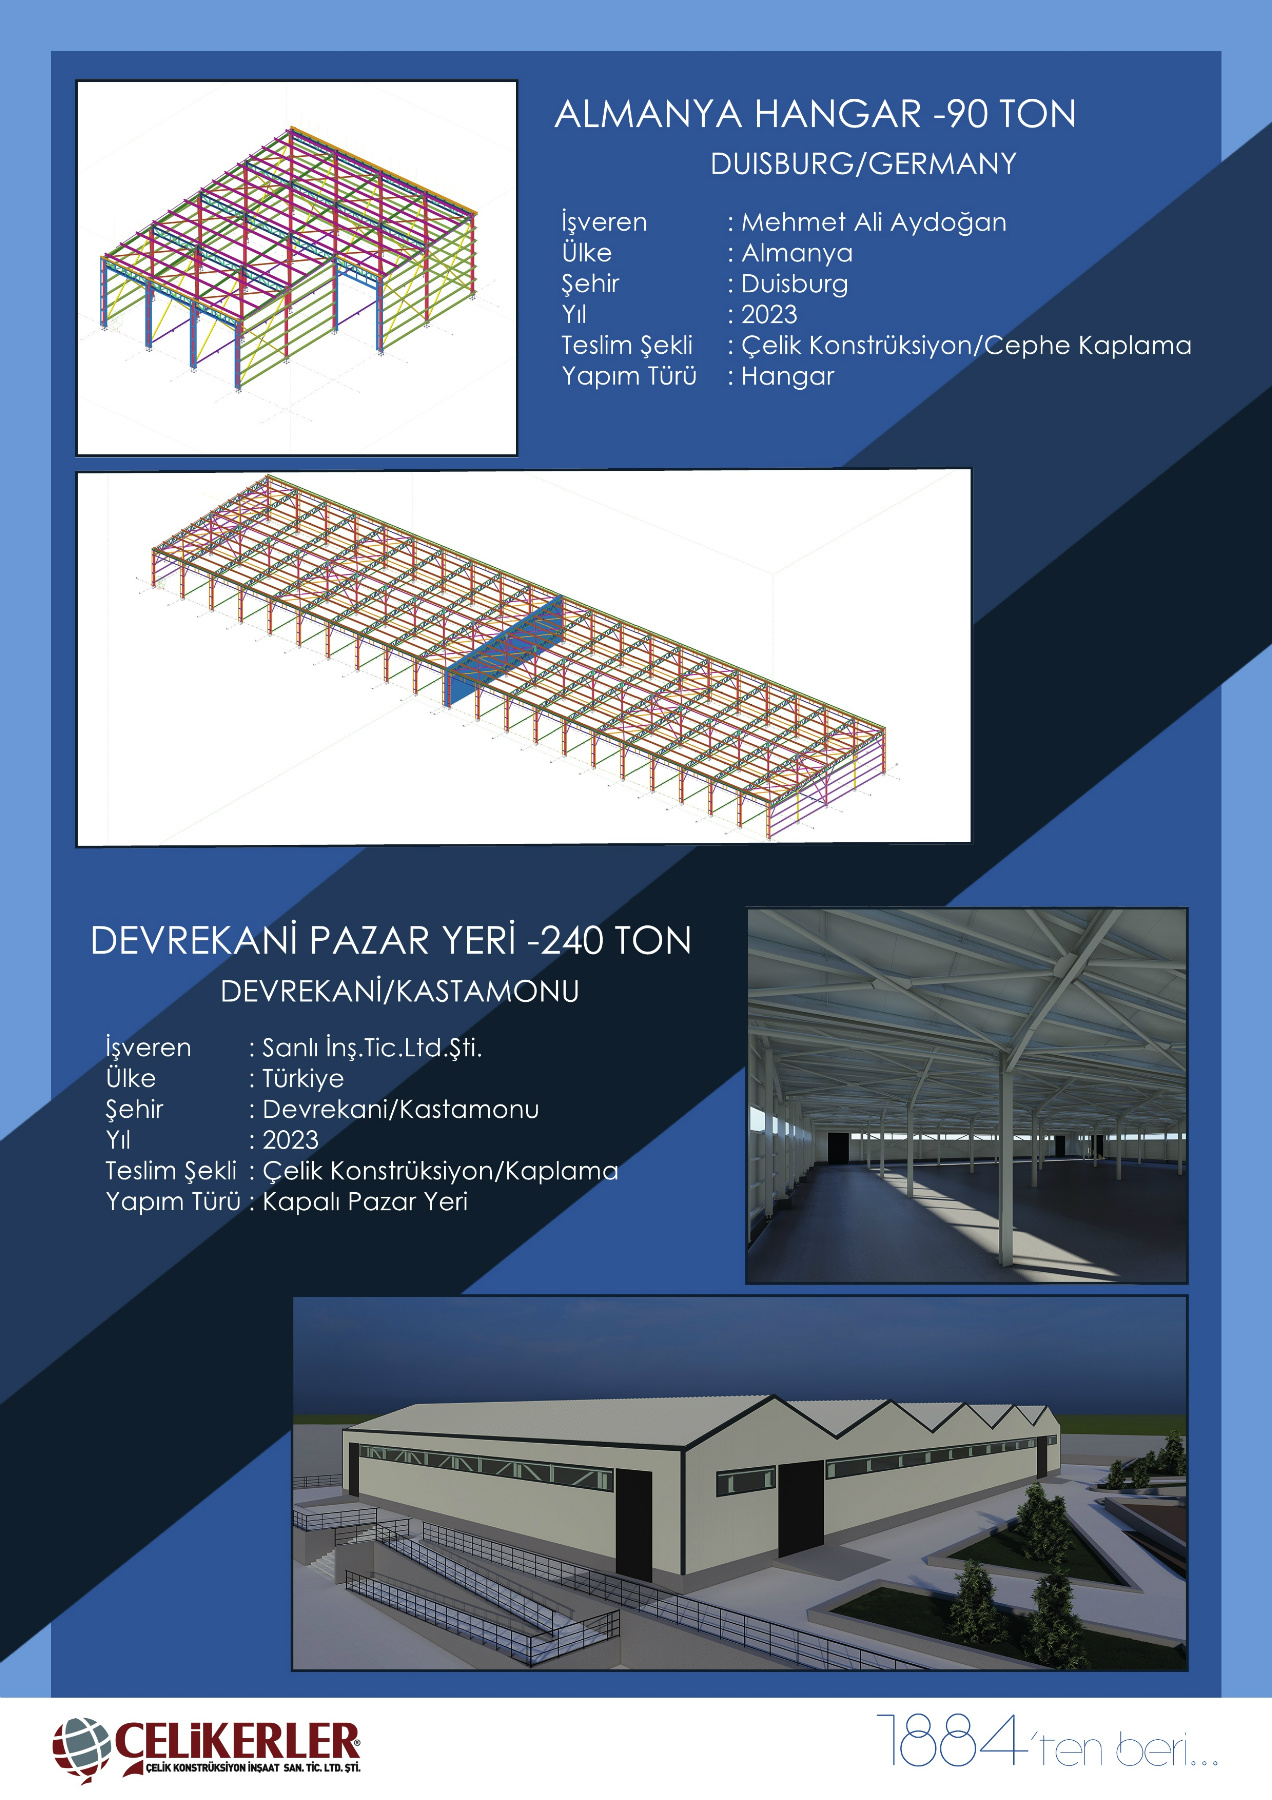 ALMANYA HANGAR -90 TON
DUISBURG/GERMANY
İşveren : Mehmet Ali Aydoğan
Ülke : Almanya
Şehir : Duisburg
Yıl : 2023
Teslim Şekli : Çelik Konstrüksiyon/Cephe Kaplama
Yapım Türü : Hangar
DEVREKANİ PAZAR YERİ -240 TON
DEVREKANİ/KASTAMONU
İşveren : Sanlı İnş.Tic.Ltd.Şti.
Ülke : Türkiye
Şehir : Devrekani/Kastamonu
Yıl : 2023
Teslim Şekli : Çelik Konstrüksiyon/Kaplama
Yapım Türü : Kapalı Pazar Yeri
ÇELiKERLER®
ÇELİK KONSTRÜKSİYON İNŞAAT SAN. TİC. LTD. ŞTİ.
1884'ten beri...